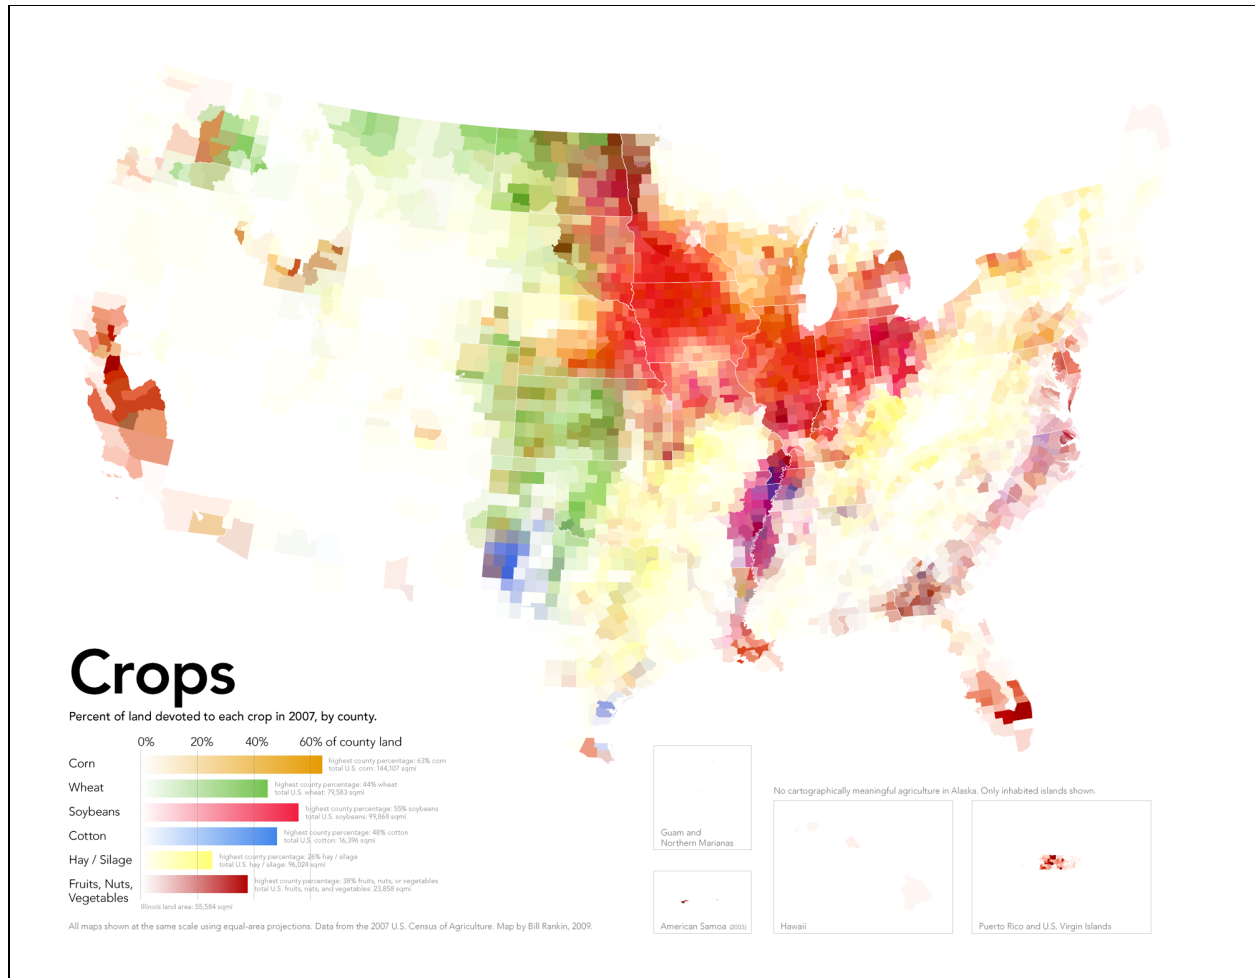 Crops
Percent of land devoted to each crop in 2007, by county.
0% 20% 40% 60% of county land
Corn
highest county percentage: 63% corn
total U.S. corn: 144,107 sqmi
Wheat
highest county percentage: 44% wheat
total U.S. wheat: 79,583 sqmi
Soybeans
highest county percentage: 55% soybeans
total U.S. soybeans: 99,868 sqmi
Cotton
highest county percentage: 48% cotton
total U.S. cotton: 16,396 sqmi
Hay / Silage
highest county percentage: 26% hay / silage
total U.S. hay / silage: 96,024 sqmi
Fruits, Nuts,
Vegetables
highest county percentage: 38% fruits, nuts, or vegetables
total U.S. fruits, nuts, and vegetables: 23,858 sqmi
Illinois land area: 55,584 sqmi
All maps shown at the same scale using equal-area projections. Data from the 2007 U.S. Census of Agriculture. Map by Bill Rankin, 2009.
Guam and
Northern Marianas
American Samoa (2003)
No cartographically meaningful agriculture in Alaska. Only inhabited islands shown.
Hawaii
Puerto Rico and U.S. Virgin Islands